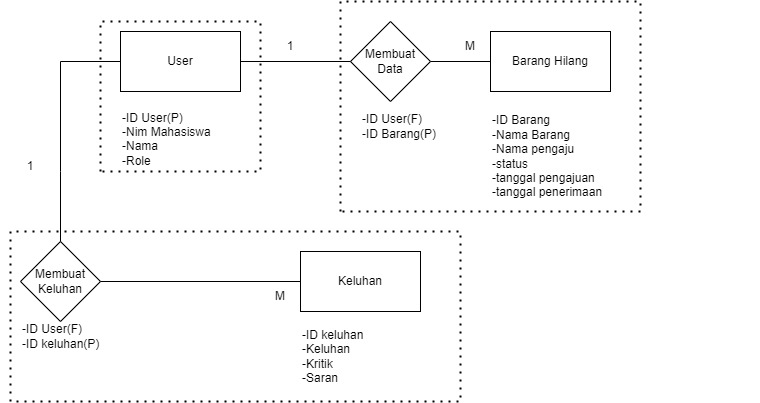 User
1
Membuat
Data
M
Barang Hilang
-ID User(P)
-Nim Mahasiswa
-Nama
-Role
-ID User(F)
-ID Barang(P)
-ID Barang
-Nama Barang
-Nama pengaju
-status
-tanggal pengajuan
-tanggal penerimaan
1
Membuat
Keluhan
M
Keluhan
-ID User(F)
-ID keluhan(P)
-ID keluhan
-Keluhan
-Kritik
-Saran